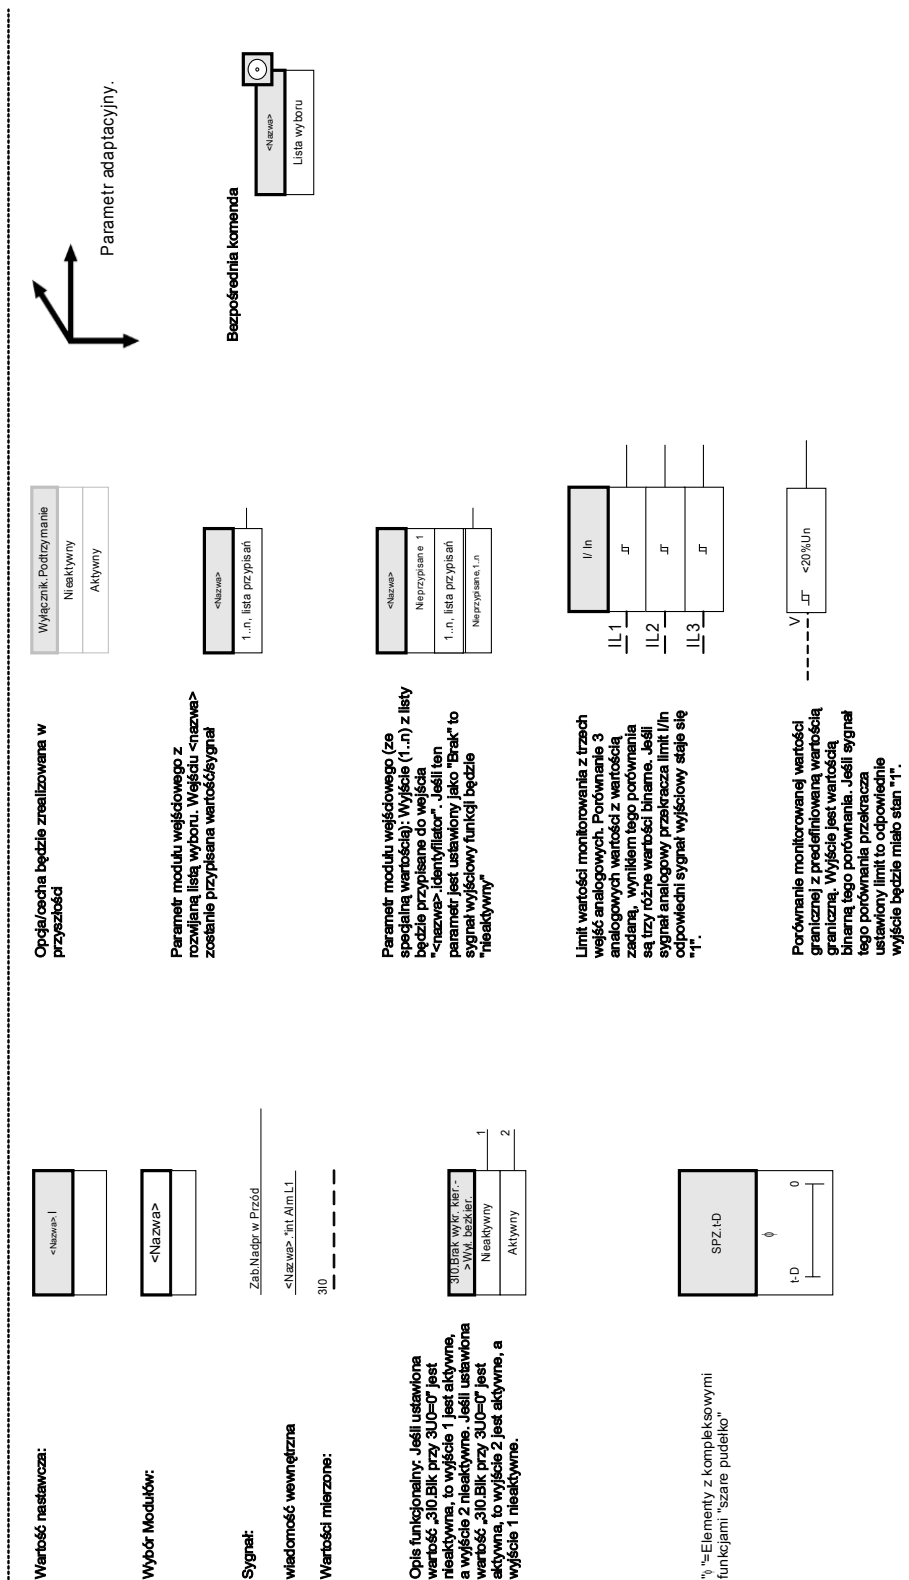 Wartość nastawcza:
<Nazwa>.I
Wybór Modułów:
<Nazwa>
Sygnał:
Zab.Nadpr w Przód
wiadomość wewnętrzna
<Nazwa>.*int Alm L1
Wartości mierzone:
3I0
Opis funkcjonalny: Jeśli ustawiona
wartość „3I0.Blk przy 3U0=0" jest
nieaktywna, to wyjście 1 jest aktywne,
a wyjście 2 nieaktywne. Jeśli ustawiona
wartość „3I0.Blk przy 3U0=0" jest
aktywna, to wyjście 2 jest aktywne, a
wyjście 1 nieaktywne.
3I0.Brak wykr. kier.-
>Wył. bezkier.
Nieaktywny
1
Aktywny
2
"ϕ"=Elementy z kompleksowymi
funkcjami "szare pudełko"
SPZ.t-D
ϕ
t-D
0
Opcja/cecha będzie zrealizowana w
przyszłości
Wyłącznik.Podtrzymanie
Nieaktywny
Aktywny
Parametr modułu wejściowego z
rozwijaną listą wyboru. Wejściu <nazwa>
zostanie przypisana wartość/sygnał
<Nazwa>
1..n, lista przypisań
Parametr modułu wejściowego (ze
specjalną wartością): Wyjście (1..n) z listy
będzie przypisane do wejścia
"<nazwa>.identyfilator". Jeśli ten
parametr jest ustawiony jako "Brak" to
sygnał wyjściowy funkcji będzie
"nieaktywny"
<Nazwa>
Nieprzypisane 1
1..n, lista przypisań
Nieprzypisane,1..n
Limit wartości monitorowania z trzech
wejść analogowych. Porównanie 3
analogowych wartości z wartością
zadaną, wynikiem tego porównania
są trzy różne wartości binarne. Jeśli
sygnał analogowy przekracza limit I/In
odpowiedni sygnał wyjściowy staje się
"1".
I/ In
IL1
IL2
IL3
Porównanie monitorowanej wartości
granicznej z predefiniowaną wartością
graniczną. Wyjście jest wartością
binarną tego porównania. Jeśli sygnał
tego porównania przekracza
ustawiony limit to odpowiednie
wyjście będzie miało stan "1".
V
<20%Un
Parametr adaptacyjny.
Bezpośrednia komenda
<Nazwa>
Lista wyboru